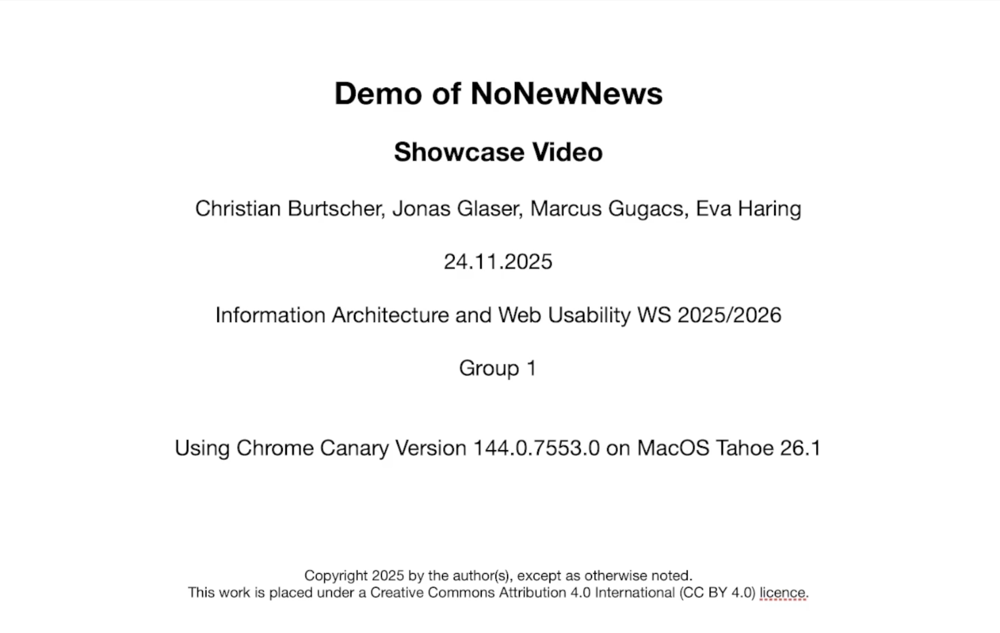 Demo of NoNewNews
Showcase Video
Christian Burtscher, Jonas Glaser, Marcus Gugacs, Eva Haring
24.11.2025
Information Architecture and Web Usability WS 2025/2026
Group 1
Using Chrome Canary Version 144.0.7553.0 on MacOS Tahoe 26.1
Copyright 2025 by the author(s), except as otherwise noted.
This work is placed under a Creative Commons Attribution 4.0 International (CC BY 4.0) licence.